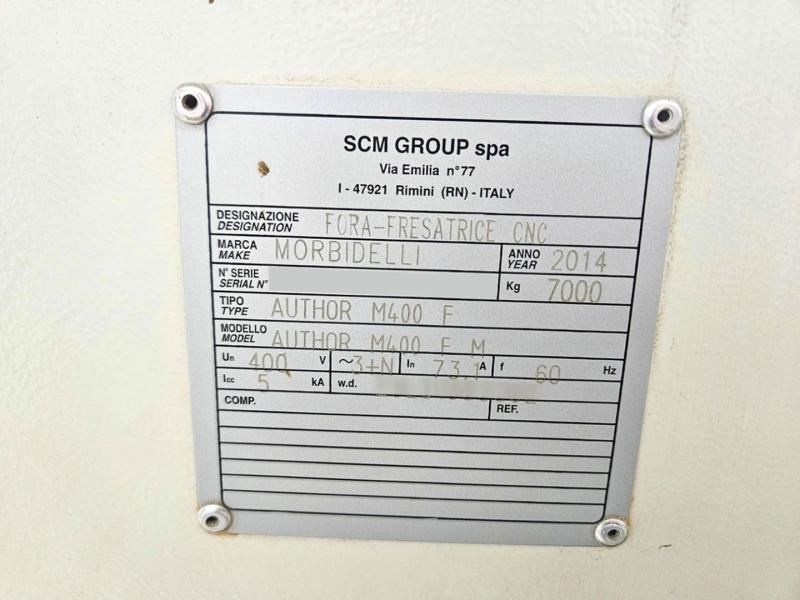 SCM GROUP spa
Via Emilia n°77
I - 47921 Rimini (RN) - ITALY
DESIGNAZIONE
DESIGNATION
FORA-FRESATRICE CNC
MARCA
MAKE
MORBIDELLI
ANNO
YEAR
2014
N° SERIE
SERIAL N°
Kg 7000
TIPO
TYPE
AUTHOR M400 F
MODELLO
MODEL
AUTHOR M400 F M
Un 400 V ~3+N In 73,1 A f 60 Hz
Icc 5 kA w.d.
COMP. REF.